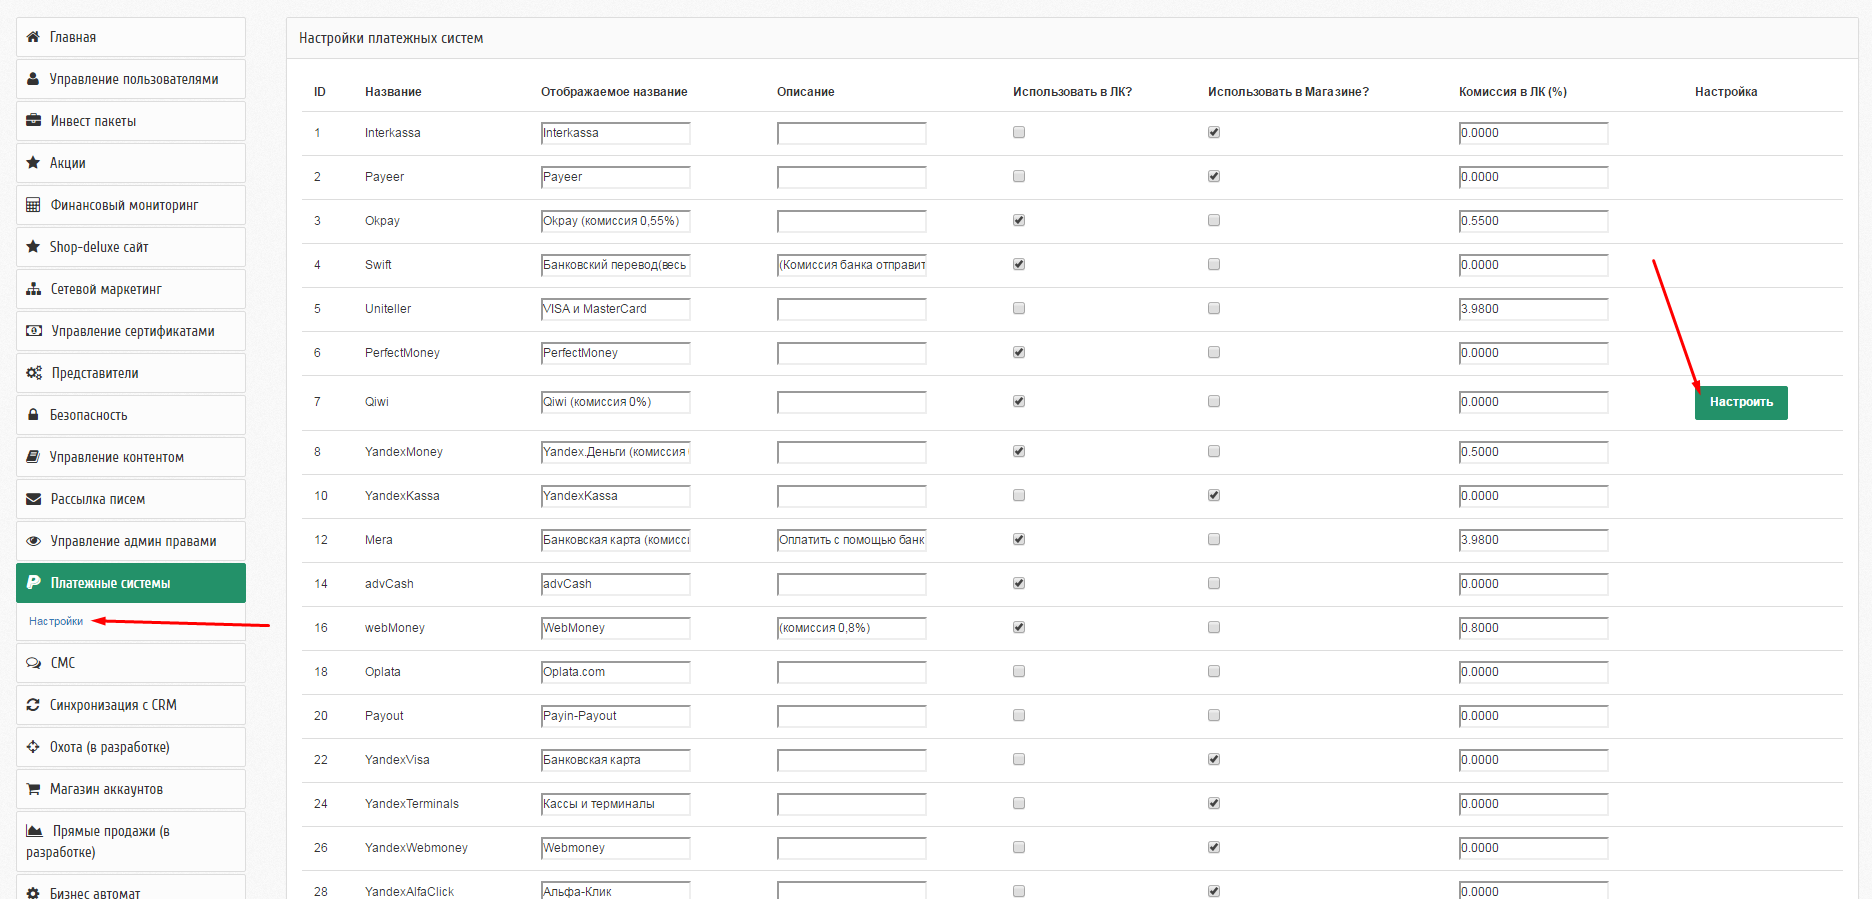 Главная
Управление пользователями
Инвест пакеты
Акции
Финансовый мониторинг
Shop-deluxe сайт
Сетевой маркетинг
Управление сертификатами
Представители
Безопасность
Управление контентом
Рассылка писем
Управление админ правами
Платежные системы
Настройки
СМС
Синхронизация с CRM
Охота (в разработке)
Магазин аккаунтов
Прямые продажи (в
разработке)
Бизнес автомат
Настройки платежных систем
ID Название Отображаемое название Описание Использовать в ЛК? Использовать в Магазине? Комиссия в ЛК (%) Настройка
1 Interkassa Interkassa 0.0000
2 Payeer Payeer 0.0000
3 Okpay Okpay (комиссия 0,55%) 0.5500
4 Swift Банковский перевод(весь (Комиссия банка отправит 0.0000
5 Uniteller VISA и MasterCard 3.9800
6 PerfectMoney PerfectMoney 0.0000
7 Qiwi Qiwi (комиссия 0%) 0.0000 Настроить
8 YandexMoney Yandex.Деньги (комиссия 0.5000
10 YandexKassa YandexKassa 0.0000
12 Mera Банковская карта (комисси Оплатить с помощью банк 3.9800
14 advCash advCash 0.0000
16 webMoney WebMoney (комиссия 0,8%) 0.8000
18 Oplata Oplata.com 0.0000
20 Payout Payin-Payout 0.0000
22 YandexVisa Банковская карта 0.0000
24 YandexTerminals Кассы и терминалы 0.0000
26 YandexWebmoney Webmoney 0.0000
28 YandexAlfaClick Альфа-Клик 0.0000